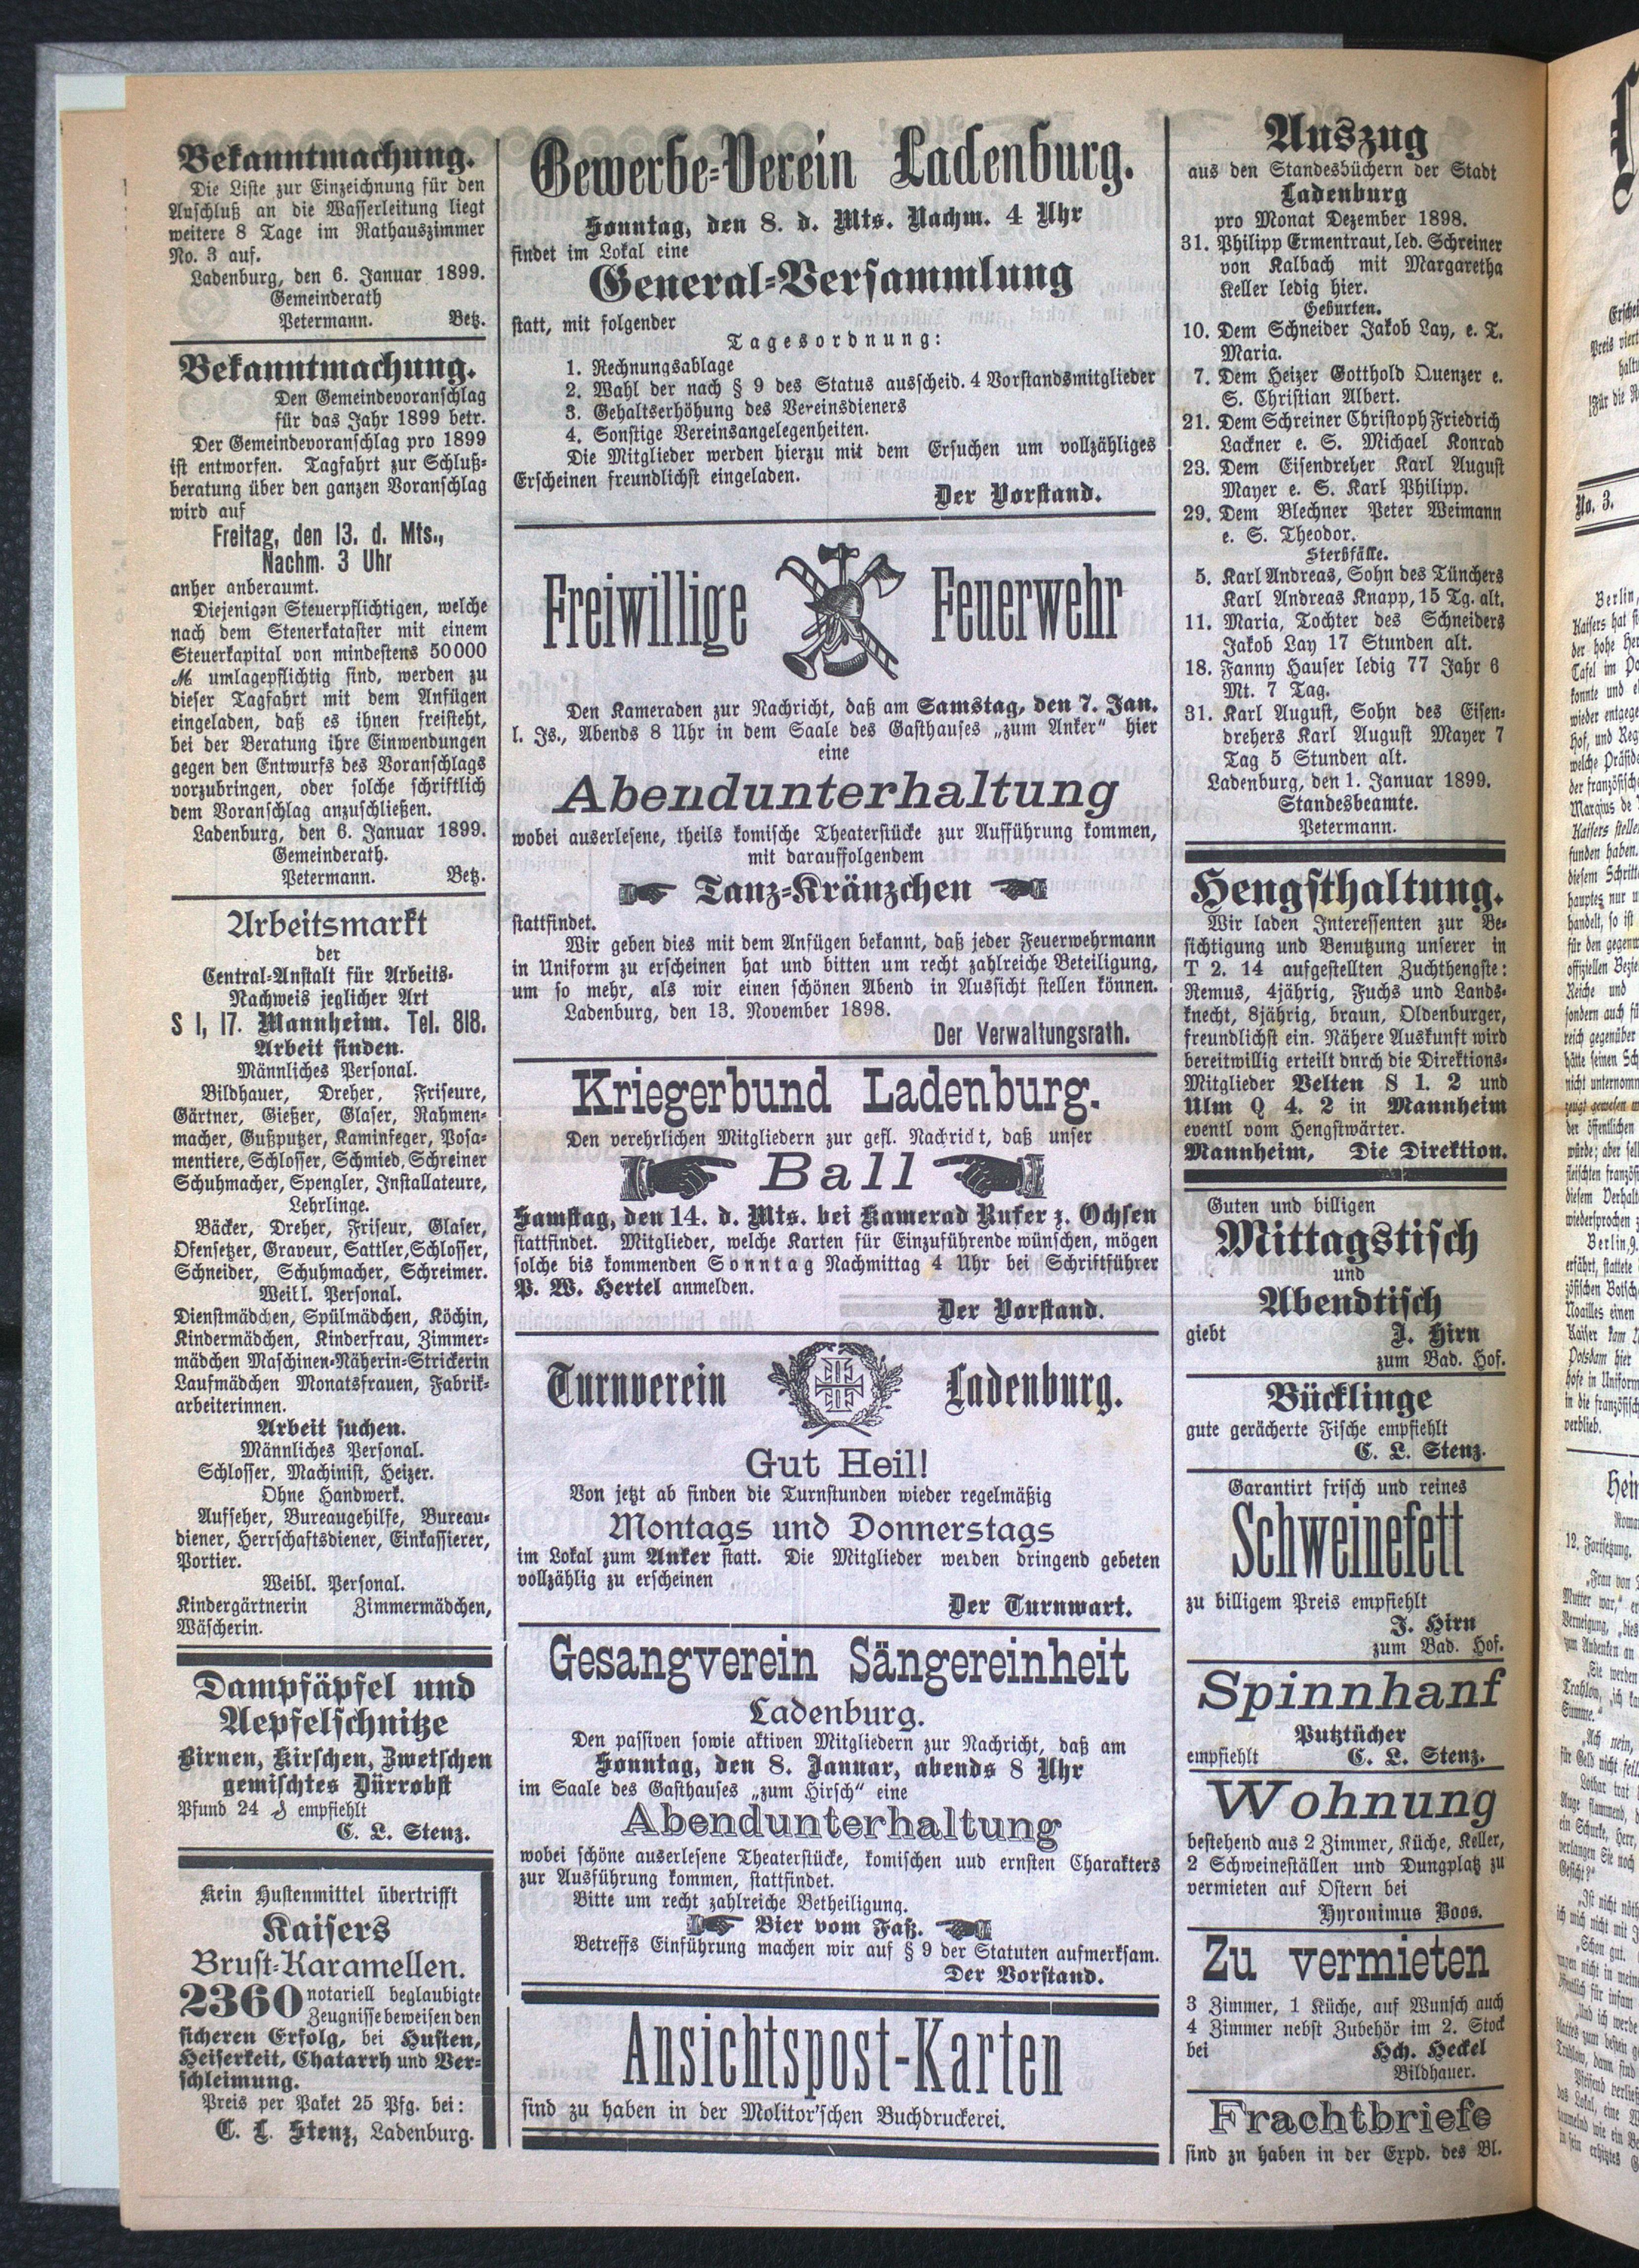 Bekanntmachung.
Die Liste zur Einzeichnung für den
Anschluß an die Wasserleitung liegt
weitere 8 Tage im Rathauszimmer
No. 3 auf.
Ladenburg, den 6. Januar 1899.
Gemeinderath
Petermann. Betz.
Bekanntmachung.
Den Gemeindevoranschlag
für das Jahr 1899 betr.
Der Gemeindevoranschlag pro 1899
ist entworfen. Tagfahrt zur Schluß-
beratung über den ganzen Voranschlag
wird auf
Freitag, den 13. d. Mts.,
Nachm. 3 Uhr
anher anberaumt.
Diejenigen Steuerpflichtigen, welche
nach dem Stenerkataster mit einem
Steuerkapital von mindestens 50 000
M. umlagepflichtig sind, werden zu
dieser Tagfahrt mit dem Anfügen
eingeladen, daß es ihnen freisteht,
bei der Beratung ihre Einwendungen
gegen den Entwurfs des Voranschlags
vorzubringen, oder solche schriftlich
dem Voranschlag anzuschließen.
Ladenburg, den 6. Januar 1899.
Gemeinderath.
Petermann. Betz.
Arbeitsmarkt
der
Central-Anstalt für Arbeits-
Nachweis jeglicher Art
S 1, 17. Mannheim. Tel. 818.
Arbeit finden.
Männliches Personal.
Bildhauer, Dreher, Friseure,
Gärtner, Gießer, Glaser, Rahmen-
macher, Gußputzer, Kaminfeger, Posa-
mentiere, Schlosser, Schmied, Schreiner
Schuhmacher, Spengler, Installateure,
Lehrlinge.
Bäcker, Dreher, Friseur, Glaser,
Ofensetzer, Graveur, Sattler, Schlosser,
Schneider, Schuhmacher, Schreimer.
Weibl. Personal.
Dienstmädchen, Spülmädchen, Köchin,
Kindermädchen, Kinderfrau, Zimmer-
mädchen Maschinen-Näherin-Strickerin
Laufmädchen Monatsfrauen, Fabrik-
arbeiterinnen.
Arbeit suchen.
Männliches Personal.
Schlosser, Machinist, Heizer.
Ohne Handwerk.
Aufseher, Bureaugehilfe, Bureau-
diener, Herrschaftsdiener, Einkassierer,
Portier.
Weibl. Personal.
Kindergärtnerin Zimmermädchen,
Wäscherin.
Dampfäpfel und
Aepfelschnitze
Birnen, Kirschen, Zwetschen
gemischtes Dürrobst
Pfund 24 ₰ empfiehlt
C. L. Stenz.
Kein Hustenmittel übertrifft
Kaisers
Brust-Karamellen.
2360 notariell beglaubigte
Zeugnisse beweisen den
sicheren Erfolg, bei Husten,
Heiserkeit, Chatarrh und Ver-
schleimung.
Preis per Paket 25 Pfg. bei:
C. L. Stenz, Ladenburg.
Gewerbe-Verein Ladenburg.
Sonntag, den 8. d. Mts. Nachm. 4 Uhr
findet im Lokal eine
General-Versammlung
statt, mit folgender
Tagesordnung:
1. Rechnungsablage
2. Wahl der nach § 9 des Status ausscheid. 4 Vorstandsmitglieder
3. Gehaltserhöhung des Vereinsdieners
4. Sonstige Vereinsangelegenheiten.
Die Mitglieder werden hierzu mit dem Ersuchen um vollzähliges
Erscheinen freundlichst eingeladen.
Der Vorstand.
Freiwillige Feuerwehr
Den Kameraden zur Nachricht, daß am Samstag, den 7. Jan.
l. Js., Abends 8 Uhr in dem Saale des Gasthauses „zum Anker“ hier
eine
Abendunterhaltung
wobei auserlesene, theils komische Theaterstücke zur Aufführung kommen,
mit darauffolgendem
Tanz-Kränzchen
stattfindet.
Wir geben dies mit dem Anfügen bekannt, daß jeder Feuerwehrmann
in Uniform zu erscheinen hat und bitten um recht zahlreiche Beteiligung,
um so mehr, als wir einen schönen Abend in Aussicht stellen können.
Ladenburg, den 13. November 1898.
Der Verwaltungsrath.
Kriegerbund Ladenburg.
Den verehrlichen Mitgliedern zur gefl. Nachricht, daß unser
Ball
Samstag, den 14. d. Mts. bei Kamerad Rufer z. Ochsen
stattfindet. Mitglieder, welche Karten für Einzuführende wünschen, mögen
solche bis kommenden Sonntag Nachmittag 4 Uhr bei Schriftführer
P. W. Hertel anmelden.
Der Vorstand.
Turnverein Ladenburg.
Gut Heil!
Von jetzt ab finden die Turnstunden wieder regelmäßig
Montags und Donnerstags
im Lokal zum Anker statt. Die Mitglieder werden dringend gebeten
vollzählig zu erscheinen
Der Turnwart.
Gesangverein Sängereinheit
Ladenburg.
Den passiven sowie aktiven Mitgliedern zur Nachricht, daß am
Sonntag, den 8. Januar, abends 8 Uhr
im Saale des Gasthauses „zum Hirsch“ eine
Abendunterhaltung
wobei schöne auserlesene Theaterstücke, komischen und ernsten Charakters
zur Ausführung kommen, stattfindet.
Bitte um recht zahlreiche Betheiligung.
Bier vom Faß.
Betreffs Einführung machen wir auf § 9 der Statuten aufmerksam.
Der Vorstand.
Ansichtspost-Karten
sind zu haben in der Molitor'schen Buchdruckerei.
Auszug
aus den Standesbüchern der Stadt
Ladenburg
pro Monat Dezember 1898.
31. Philipp Ermentraut, led. Schreiner
von Kalbach mit Margaretha
Keller ledig hier.
Geburten.
10. Dem Schneider Jakob Lay, e. T.
Maria.
7. Dem Heizer Gotthold Quenzer e.
S. Christian Albert.
21. Dem Schreiner Christoph Friedrich
Lackner e. S. Michael Konrad
23. Dem Eisendreher Karl August
Mayer e. S. Karl Philipp.
29. Dem Blechner Peter Weimann
e. S. Theodor.
Sterbfälle.
5. Karl Andreas, Sohn des Tünchers
Karl Andreas Knapp, 15 Tg. alt.
11. Maria, Tochter des Schneiders
Jakob Lay 17 Stunden alt.
18. Fanny Hauser ledig 77 Jahr 6
Mt. 7 Tag.
31. Karl August, Sohn des Eisen-
drehers Karl August Mayer 7
Tag 5 Stunden alt.
Ladenburg, den 1. Januar 1899.
Standesbeamte.
Petermann.
Hengsthaltung.
Wir laden Interessenten zur Be-
sichtigung und Benutzung unserer in
T 2. 14 aufgestellten Zuchthengste:
Remus, 4jährig, Fuchs und Lands-
knecht, 8jährig, braun, Oldenburger,
freundlichst ein. Nähere Auskunft wird
bereitwillig erteilt dnrch die Direktions-
Mitglieder Velten S 1. 2 und
Ulm Q 4. 2 in Mannheim
eventl vom Hengstwärter.
Mannheim, Die Direktion.
Guten und billigen
Mittagstisch
und
Abendtisch
giebt J. Hirn
zum Bad. Hof.
Bücklinge
gute gerächerte Fische empfiehlt
C. L. Stenz.
Garantirt frisch und reines
Schweinefett
zu billigem Preis empfiehlt
J. Hirn
zum Bad. Hof.
Spinnhanf
Putztücher
empfiehlt C. L. Stenz.
Wohnung
bestehend aus 2 Zimmer, Küche, Keller,
2 Schweineställen und Dungplatz zu
vermieten auf Ostern bei
Hyronimus Boos.
Zu vermieten
3 Zimmer, 1 Küche, auf Wunsch auch
4 Zimmer nebst Zubehör im 2. Stock
bei Hch. Heckel
Bildhauer.
Frachtbriefe
sind zn haben in der Expd. des Bl.
No. 3.